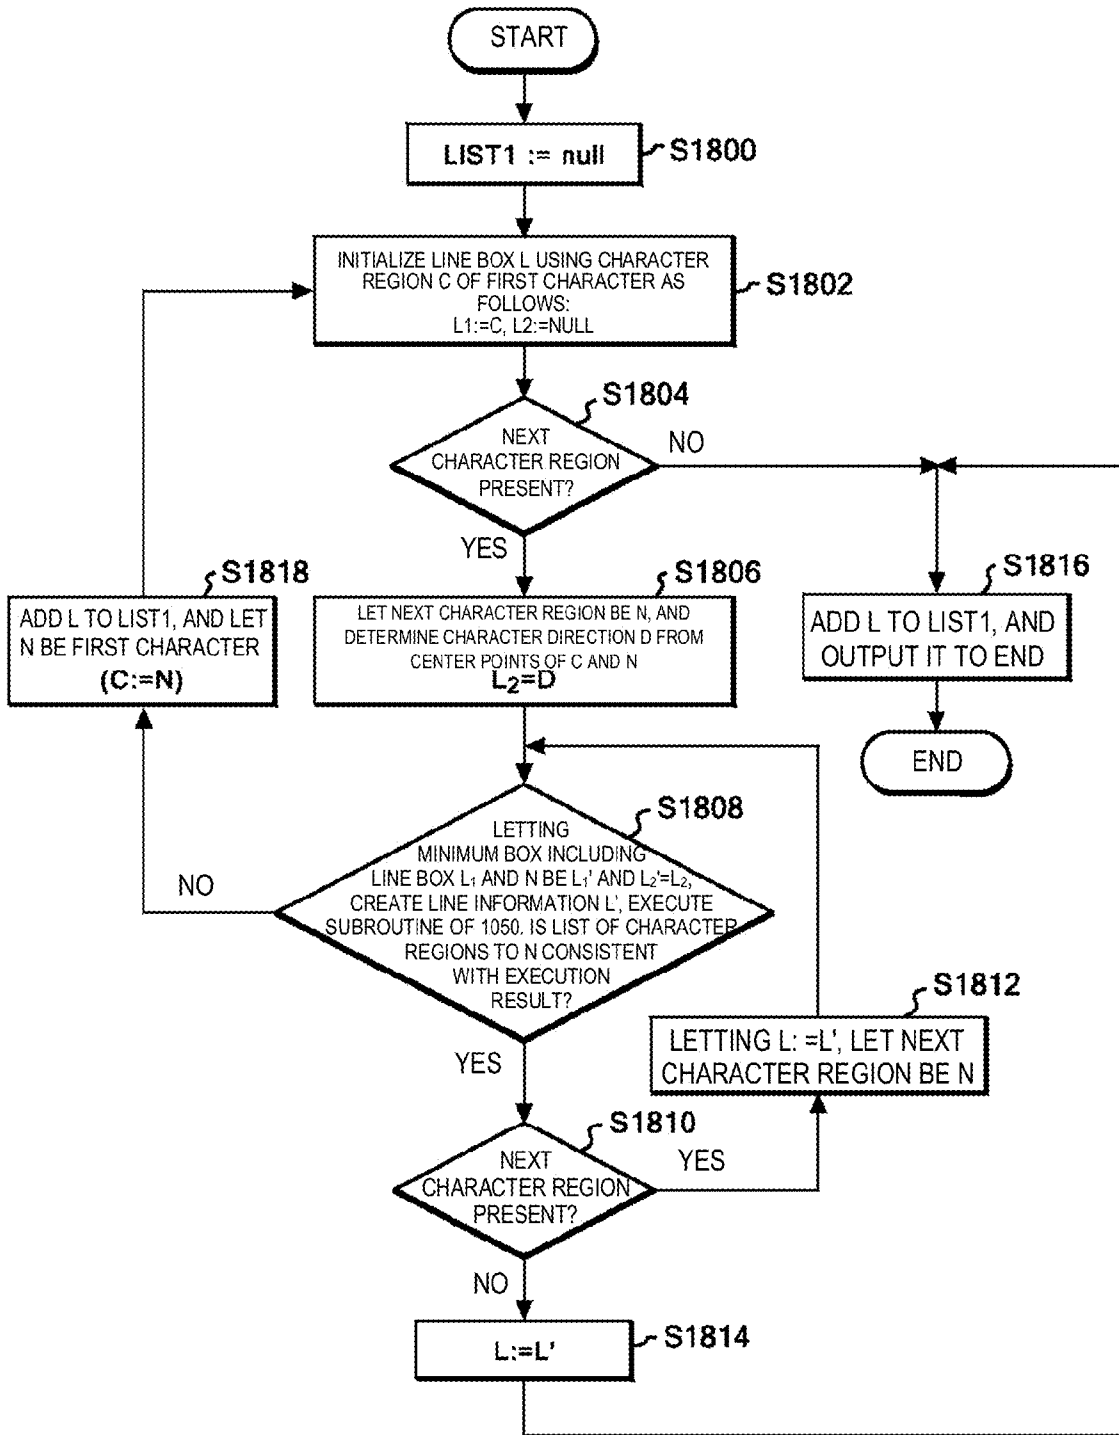 START
LIST1 := null
S1800
INITIALIZE LINE BOX L USING CHARACTER
REGION C OF FIRST CHARACTER AS
FOLLOWS:
L1:=C, L2:=NULL
S1802
S1804
NEXT
CHARACTER REGION
PRESENT?
NO
YES
S1818
ADD L TO LIST1, AND LET
N BE FIRST CHARACTER
(C:=N)
S1806
LET NEXT CHARACTER REGION BE N, AND
DETERMINE CHARACTER DIRECTION D FROM
CENTER POINTS OF C AND N
L₂=D
S1816
ADD L TO LIST1, AND
OUTPUT IT TO END
END
S1808
LETTING
MINIMUM BOX INCLUDING
LINE BOX L₁ AND N BE L₁' AND L₂'=L₂,
CREATE LINE INFORMATION L', EXECUTE
SUBROUTINE OF 1050. IS LIST OF CHARACTER
REGIONS TO N CONSISTENT
WITH EXECUTION
RESULT?
NO
YES
S1812
LETTING L: =L', LET NEXT
CHARACTER REGION BE N
S1810
NEXT
CHARACTER REGION
PRESENT?
YES
NO
L:=L'
S1814